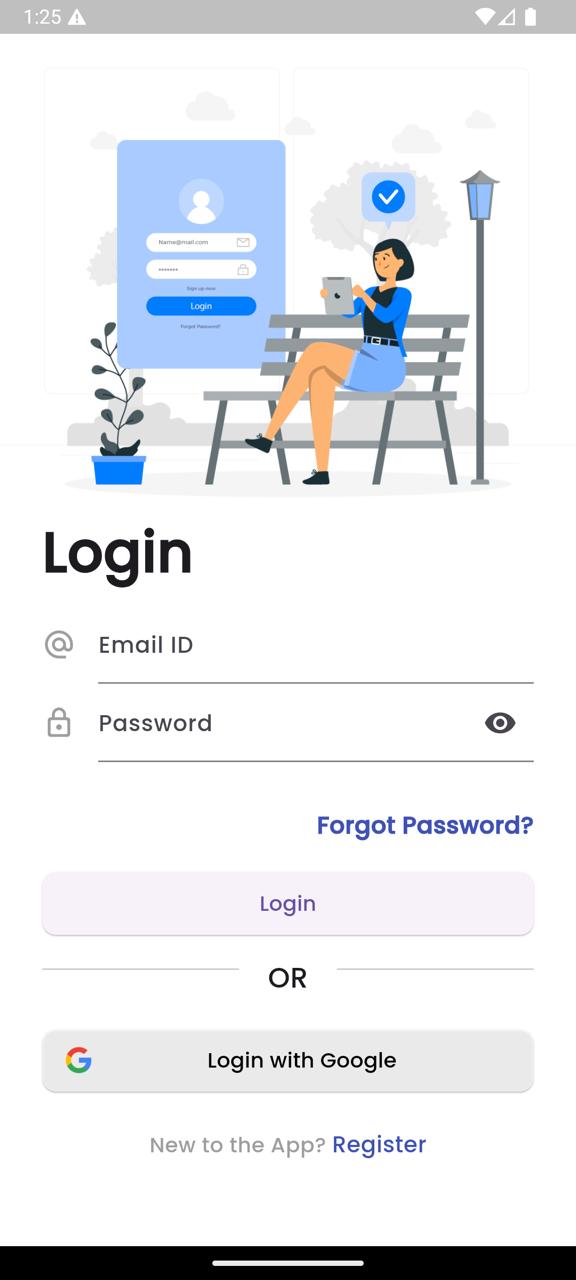 1:25
Name@mail.com
Sign up now
Login
Forgot Password?
Login
Email ID
Password
Forgot Password?
Login
OR
Login with Google
New to the App? Register